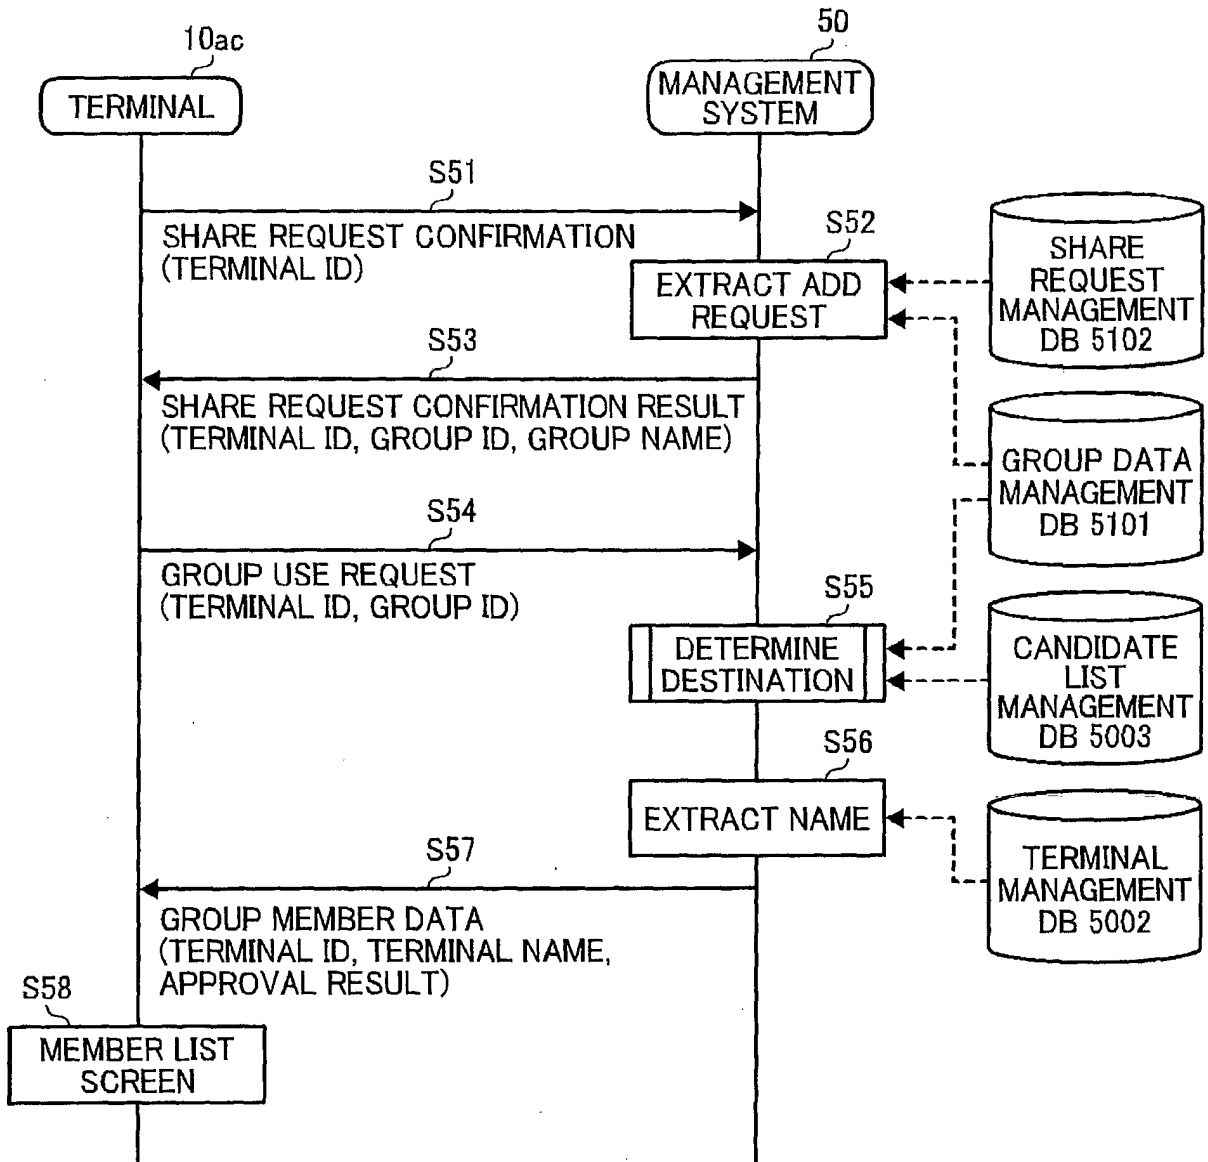 10ac
50
TERMINAL
MANAGEMENT
SYSTEM
S51
SHARE REQUEST CONFIRMATION
(TERMINAL ID)
S52
EXTRACT ADD
REQUEST
SHARE
REQUEST
MANAGEMENT
DB 5102
S53
SHARE REQUEST CONFIRMATION RESULT
(TERMINAL ID, GROUP ID, GROUP NAME)
GROUP DATA
MANAGEMENT
DB 5101
S54
GROUP USE REQUEST
(TERMINAL ID, GROUP ID)
S55
DETERMINE
DESTINATION
CANDIDATE
LIST
MANAGEMENT
DB 5003
S56
EXTRACT NAME
TERMINAL
MANAGEMENT
DB 5002
S57
GROUP MEMBER DATA
(TERMINAL ID, TERMINAL NAME,
APPROVAL RESULT)
S58
MEMBER LIST
SCREEN